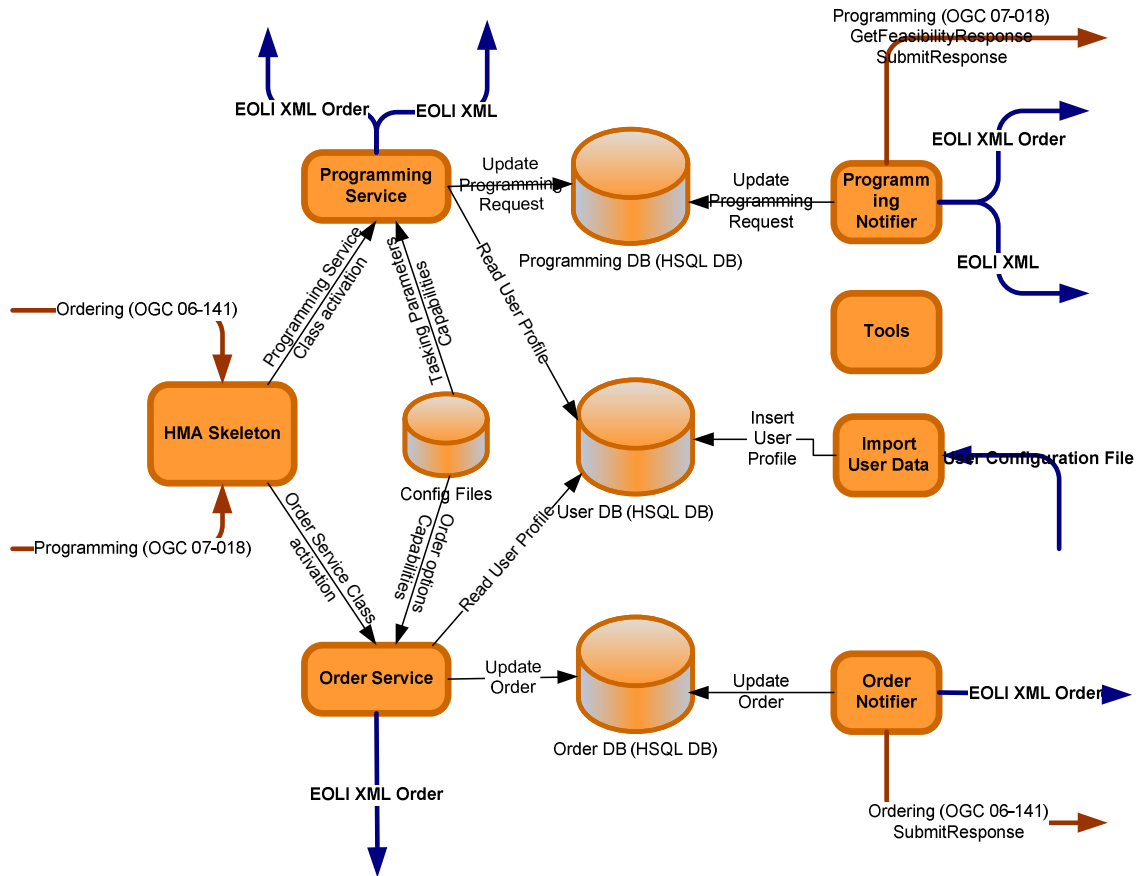 Programming (OGC 07-018)
GetFeasibilityResponse
SubmitResponse
EOLI XML Order
EOLI XML
EOLI XML Order
Programming
Service
Update
Programming
Request
Update
Programming
Request
Programm
ing
Notifier
Programming DB (HSQL DB)
EOLI XML
Programming Service
Class activation
Tasking Parameters
Capabilities
Read User Profile
Ordering (OGC 06-141)
Tools
HMA Skeleton
Config Files
Insert
User
Profile
Import
User Data
User Configuration File
User DB (HSQL DB)
Programming (OGC 07-018)
Order Service Class
activation
Order options
Capabilities
Read User Profile
Order Service
Update
Order
Update
Order
Order
Notifier
EOLI XML Order
Order DB (HSQL DB)
EOLI XML Order
Ordering (OGC 06-141)
SubmitResponse